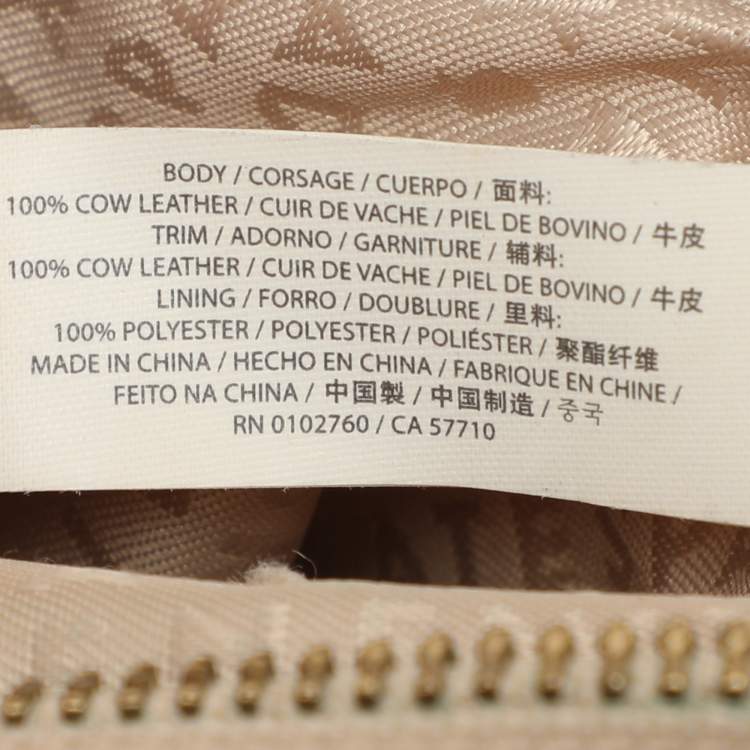 BODY / CORSAGE / CUERPO / 面料:
100% COW LEATHER / CUIR DE VACHE / PIEL DE BOVINO / 牛皮
TRIM / ADORNO / GARNITURE / 辅料:
100% COW LEATHER / CUIR DE VACHE / PIEL DE BOVINO / 牛皮
LINING / FORRO / DOUBLURE / 里料:
100% POLYESTER / POLYESTER / POLIÉSTER / 聚酯纤维
MADE IN CHINA / HECHO EN CHINA / FABRIQUE EN CHINE /
FEITO NA CHINA / 中国製 / 中国制造 / 중국
RN 0102760 / CA 57710